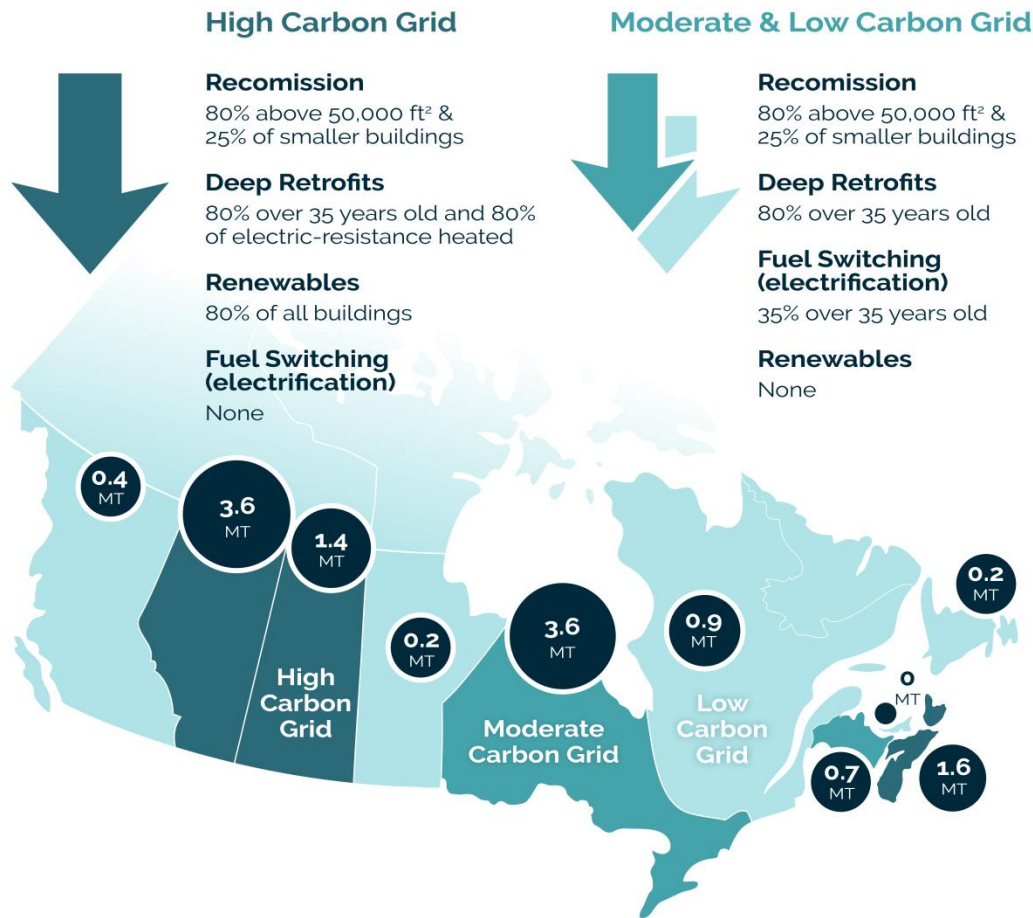 High Carbon Grid
Recomission
80% above 50,000 ft² &
25% of smaller buildings
Deep Retrofits
80% over 35 years old and 80%
of electric-resistance heated
Renewables
80% of all buildings
Fuel Switching
(electrification)
None
Moderate & Low Carbon Grid
Recomission
80% above 50,000 ft² &
25% of smaller buildings
Deep Retrofits
80% over 35 years old
Fuel Switching
(electrification)
35% over 35 years old
Renewables
None
0.4
MT
3.6
MT
1.4
MT
0.2
MT
3.6
MT
0.9
MT
0.2
MT
0
MT
0.7
MT
1.6
MT
High
Carbon
Grid
Moderate
Carbon Grid
Low
Carbon
Grid